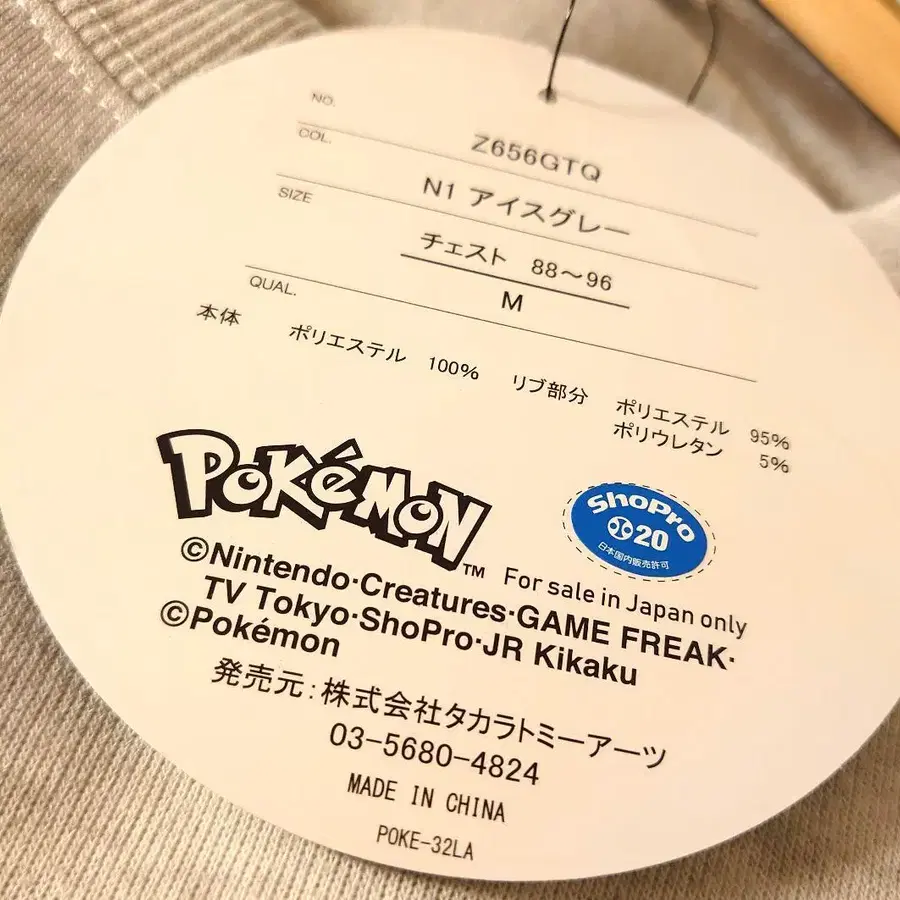 NO.
Z656GTQ
COL.
N1 アイスグレー
SIZE
チェスト 88〜96
M
QUAL.
本体 ポリエステル 100% リブ部分 ポリエステル 95%
ポリウレタン 5%
POKéMON™
ShoPro
20
日本国内販売許可
For sale in Japan only
©Nintendo·Creatures·GAME FREAK·
TV Tokyo·ShoPro·JR Kikaku
©Pokémon
発売元:株式会社タカラトミーアーツ
03-5680-4824
MADE IN CHINA
POKE-32LA